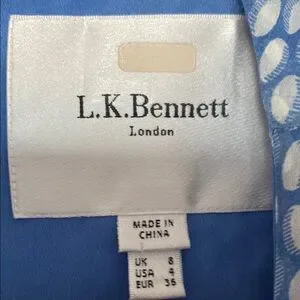 L.K.Bennett
London
MADE IN
CHINA
UK 8
USA 4
EUR 36